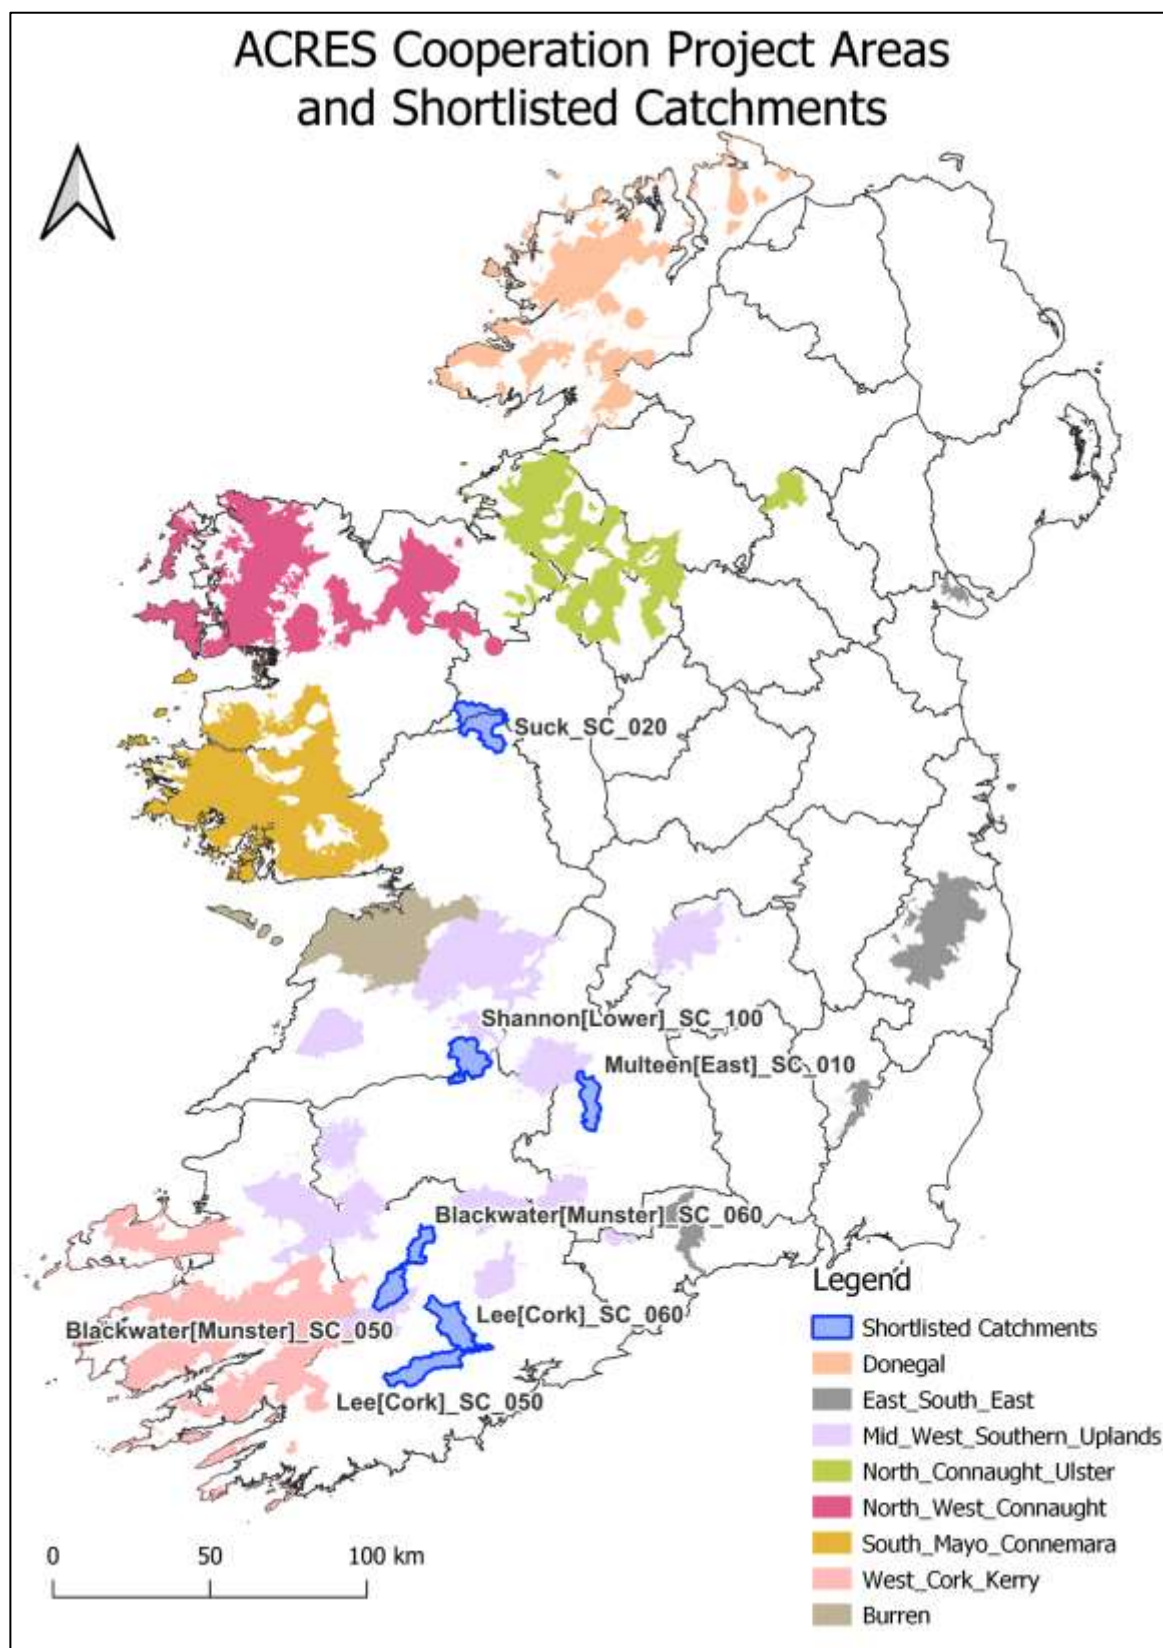 ACRES Cooperation Project Areas
and Shortlisted Catchments
Suck_SC_020
Shannon[Lower]_SC_100
Multeen[East]_SC_010
Blackwater[Munster]_SC_060
Lee[Cork]_SC_060
Blackwater[Munster]_SC_050
Lee[Cork]_SC_050
Legend
Shortlisted Catchments
Donegal
East_South_East
Mid_West_Southern_Uplands
North_Connaught_Ulster
North_West_Connaught
South_Mayo_Connemara
West_Cork_Kerry
Burren
0 50 100 km